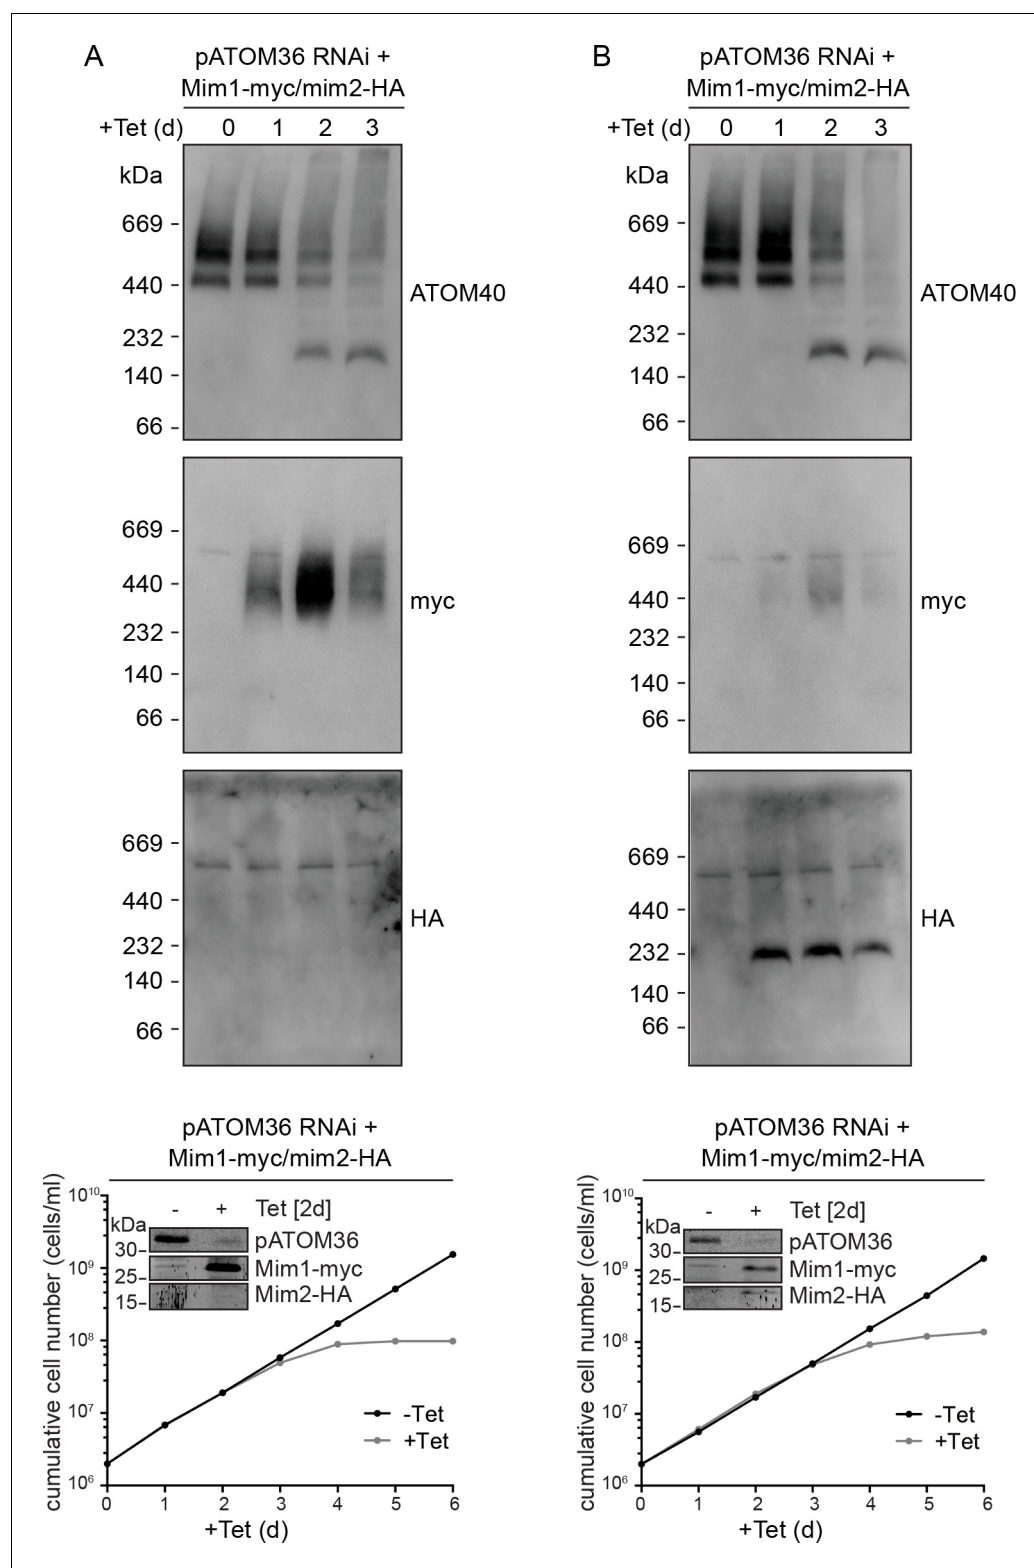 A
pATOM36 RNAi +
Mim1-myc/mim2-HA
+Tet (d) 0 1 2 3
kDa
669
440
ATOM40
232
140
66
669
440
myc
232
140
66
669
440
HA
232
140
66
pATOM36 RNAi +
Mim1-myc/mim2-HA
cumulative cell number (cells/ml)
10¹⁰
10⁹
10⁸
10⁷
10⁶
- + Tet [2d]
kDa
30 pATOM36
25 Mim1-myc
15 Mim2-HA
-Tet
+Tet
0 1 2 3 4 5 6
+Tet (d)
B
pATOM36 RNAi +
Mim1-myc/mim2-HA
+Tet (d) 0 1 2 3
kDa
669
440
ATOM40
232
140
66
669
440
myc
232
140
66
669
440
HA
232
140
66
pATOM36 RNAi +
Mim1-myc/mim2-HA
cumulative cell number (cells/ml)
10¹⁰
10⁹
10⁸
10⁷
10⁶
- + Tet [2d]
kDa
30 pATOM36
25 Mim1-myc
15 Mim2-HA
-Tet
+Tet
0 1 2 3 4 5 6
+Tet (d)